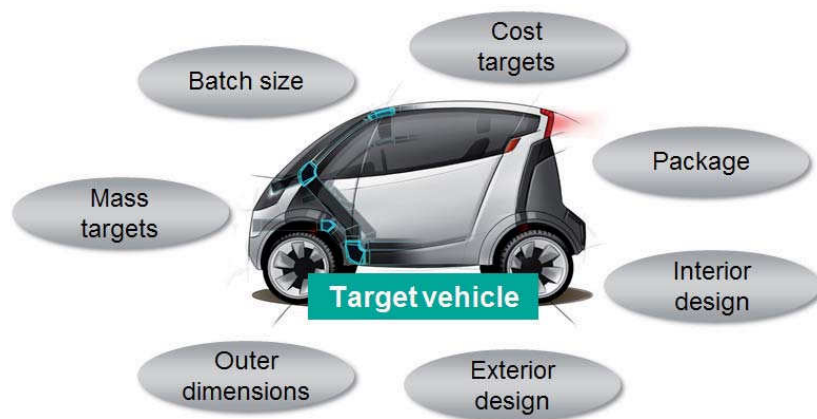 Cost
targets
Batch size
Package
Mass
targets
Interior
design
Target vehicle
Outer
dimensions
Exterior
design